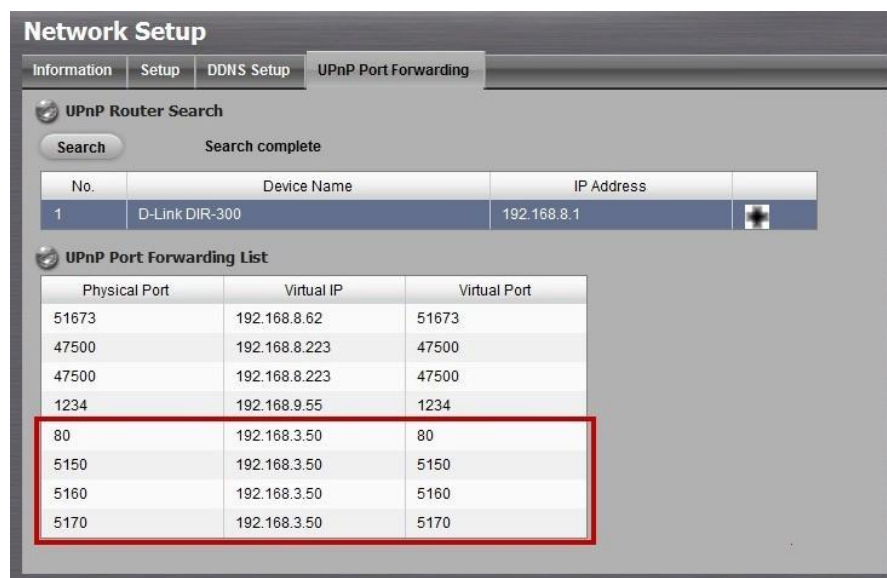 Network Setup
Information Setup DDNS Setup UPnP Port Forwarding
UPnP Router Search
Search Search complete
No. Device Name IP Address
1 D-Link DIR-300 192.168.8.1
UPnP Port Forwarding List
Physical Port Virtual IP Virtual Port
51673 192.168.8.62 51673
47500 192.168.8.223 47500
47500 192.168.8.223 47500
1234 192.168.9.55 1234
80 192.168.3.50 80
5150 192.168.3.50 5150
5160 192.168.3.50 5160
5170 192.168.3.50 5170